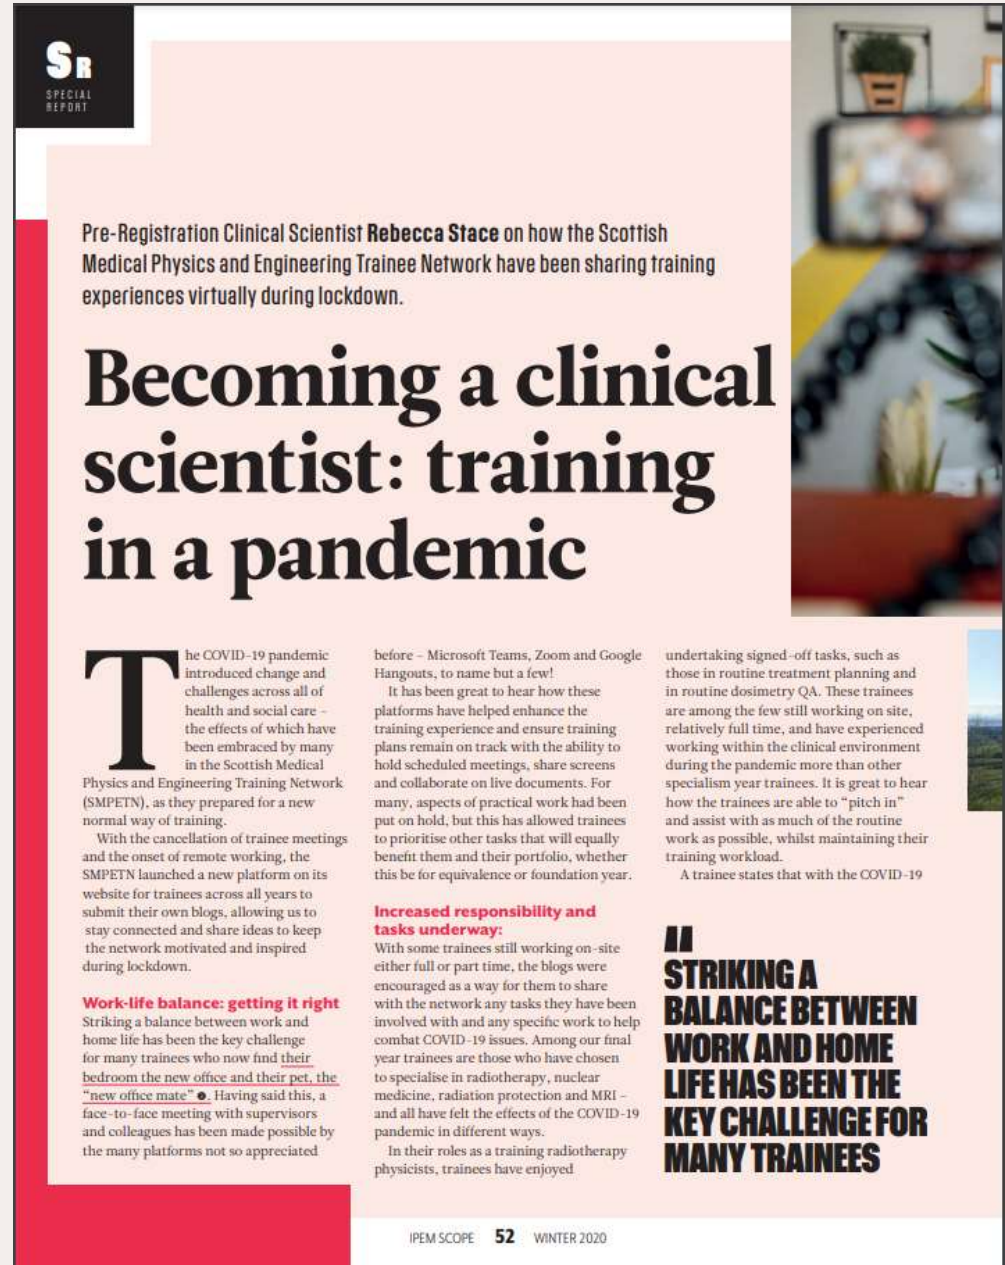 SR
SPECIAL
REPORT
Pre-Registration Clinical Scientist Rebecca Stace on how the Scottish
Medical Physics and Engineering Trainee Network have been sharing training
experiences virtually during lockdown.
Becoming a clinical
scientist: training
in a pandemic
The COVID-19 pandemic
introduced change and
challenges across all of
health and social care -
the effects of which have
been embraced by many
in the Scottish Medical
Physics and Engineering Training Network
(SMPETN), as they prepared for a new
normal way of training.
With the cancellation of trainee meetings
and the onset of remote working, the
SMPETN launched a new platform on its
website for trainees across all years to
submit their own blogs, allowing us to
stay connected and share ideas to keep
the network motivated and inspired
during lockdown.
Work-life balance: getting it right
Striking a balance between work and
home life has been the key challenge
for many trainees who now find their
bedroom the new office and their pet, the
"new office mate" ❶. Having said this, a
face-to-face meeting with supervisors
and colleagues has been made possible by
the many platforms not so appreciated
before – Microsoft Teams, Zoom and Google
Hangouts, to name but a few!
It has been great to hear how these
platforms have helped enhance the
training experience and ensure training
plans remain on track with the ability to
hold scheduled meetings, share screens
and collaborate on live documents. For
many, aspects of practical work had been
put on hold, but this has allowed trainees
to prioritise other tasks that will equally
benefit them and their portfolio, whether
this be for equivalence or foundation year.
Increased responsibility and
tasks underway:
With some trainees still working on-site
either full or part time, the blogs were
encouraged as a way for them to share
with the network any tasks they have been
involved with and any specific work to help
combat COVID-19 issues. Among our final
year trainees are those who have chosen
to specialise in radiotherapy, nuclear
medicine, radiation protection and MRI –
and all have felt the effects of the COVID-19
pandemic in different ways.
In their roles as a training radiotherapy
physicists, trainees have enjoyed
undertaking signed-off tasks, such as
those in routine treatment planning and
in routine dosimetry QA. These trainees
are among the few still working on site,
relatively full time, and have experienced
working within the clinical environment
during the pandemic more than other
specialism year trainees. It is great to hear
how the trainees are able to "pitch in"
and assist with as much of the routine
work as possible, whilst maintaining their
training workload.
A trainee states that with the COVID-19
"
STRIKING A
BALANCE BETWEEN
WORK AND HOME
LIFE HAS BEEN THE
KEY CHALLENGE FOR
MANY TRAINEES
IPEM SCOPE 52 WINTER 2020